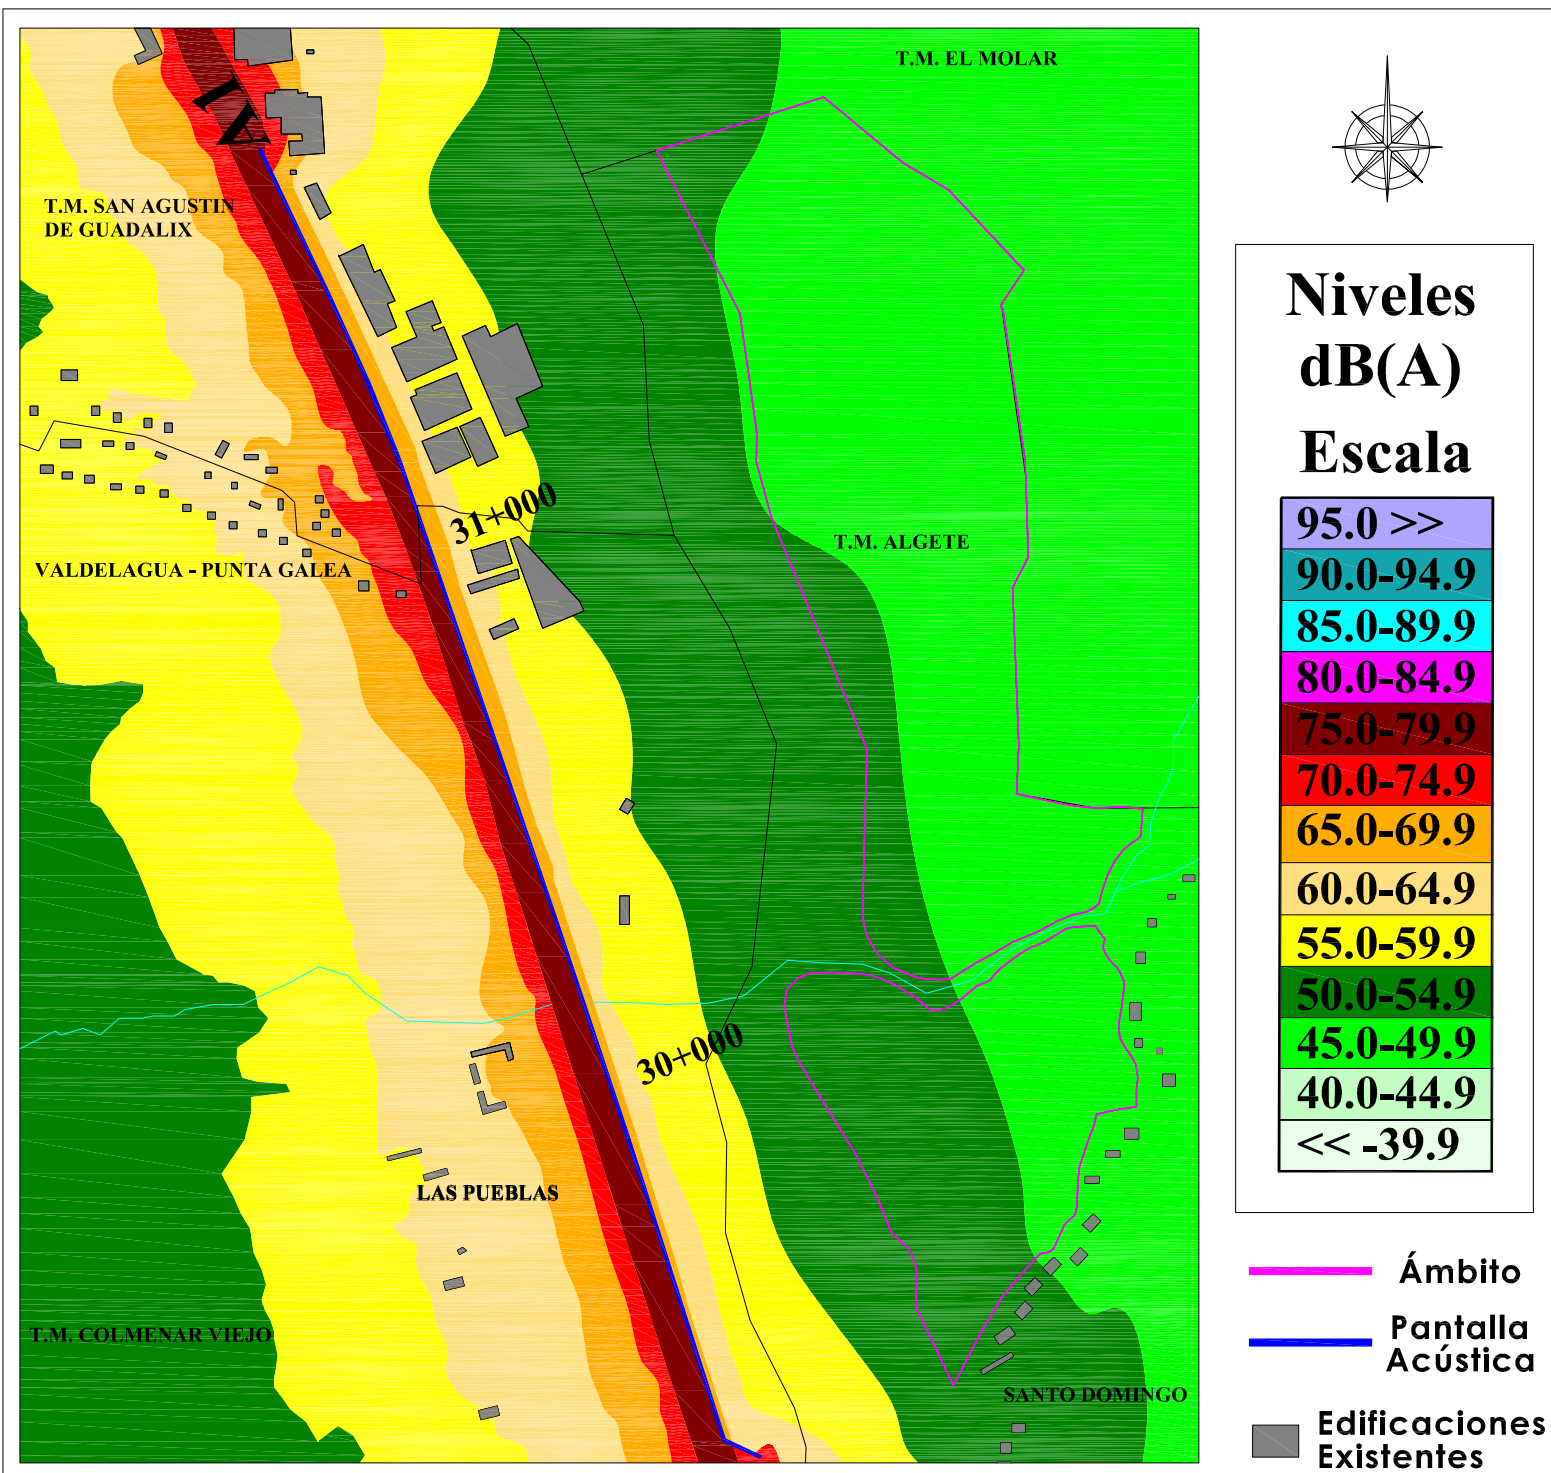 T.M. EL MOLAR
AI
T.M. SAN AGUSTIN
DE GUADALIX
31+000
T.M. ALGETE
VALDELAGUA - PUNTA GALEA
30+000
LAS PUEBLAS
T.M. COLMENAR VIEJO
SANTO DOMINGO
Niveles
dB(A)
Escala
95.0 >>
90.0-94.9
85.0-89.9
80.0-84.9
75.0-79.9
70.0-74.9
65.0-69.9
60.0-64.9
55.0-59.9
50.0-54.9
45.0-49.9
40.0-44.9
<< -39.9
Ámbito
Pantalla
Acústica
Edificaciones
Existentes